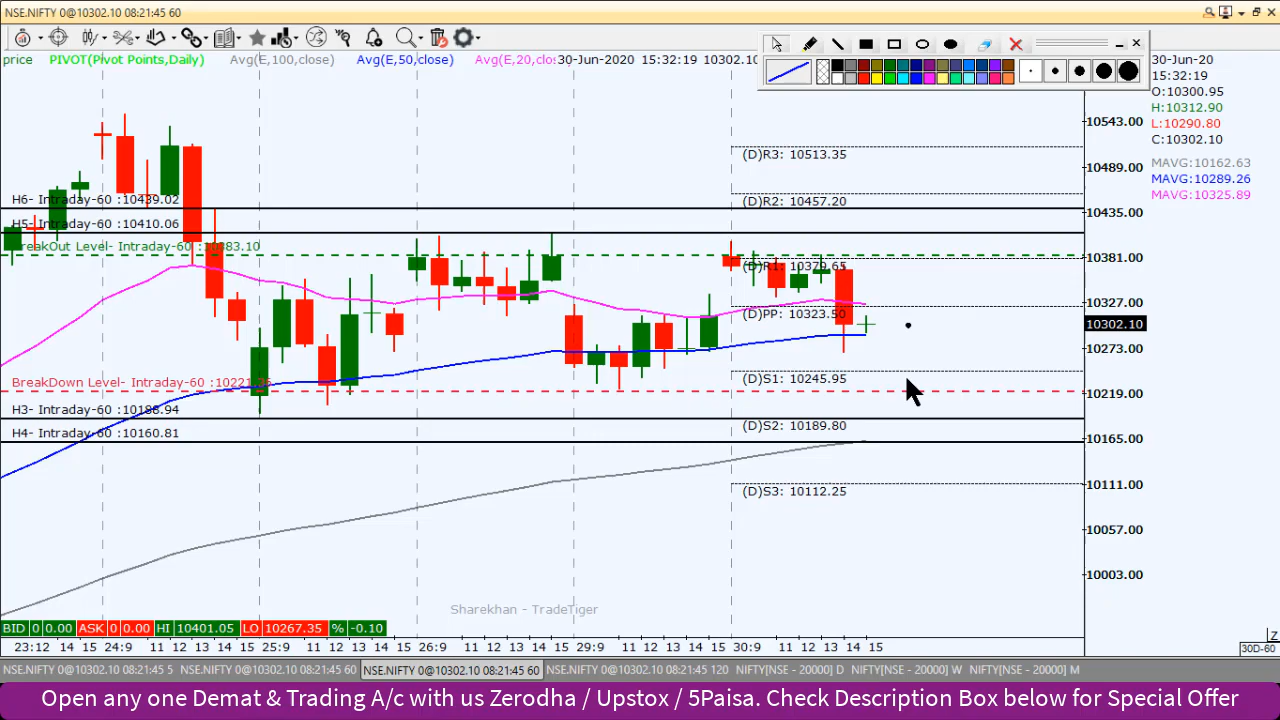 NSE.NIFTY 0@10302.10 08:21:45 60
price PIVOT(Pivot Points,Daily) Avg(E,100,close) Avg(E,50,close) Avg(E,20,clo: 30-Jun-2020 15:32:19 10302.10
30-Jun-20
15:32:19
O:10300.95
H:10312.90
L:10290.80
C:10302.10
MAVG:10162.63
MAVG:10289.26
MAVG:10325.89
10543.00
10489.00
10435.00
10381.00
10327.00
10302.10
10273.00
10219.00
10165.00
10111.00
10057.00
10003.00
(D)R3: 10513.35
(D)R2: 10457.20
(D)R1: 10379.65
(D)PP: 10323.50
(D)S1: 10245.95
(D)S2: 10189.80
(D)S3: 10112.25
H6- Intraday-60 :10439.02
H5- Intraday-60 :10410.06
BreakOut Level- Intraday-60 :10383.10
BreakDown Level- Intraday-60 :10221.35
H3- Intraday-60 :10188.94
H4- Intraday-60 :10160.81
Sharekhan - TradeTiger
BID 0 0.00 ASK 0 0.00 HI 10401.05 LO 10267.35 % -0.10
23:12 14 15 24:9 11 12 13 14 15 25:9 11 12 13 14 15 26:9 11 12 13 14 15 29:9 11 12 13 14 15 30:9 11 12 13 14 15
Z
30D-60
NSE.NIFTY 0@10302.10 08:21:45 5 NSE.NIFTY 0@10302.10 08:21:45 60 NSE.NIFTY 0@10302.10 08:21:45 60 NSE.NIFTY 0@10302.10 08:21:45 120 NIFTY[NSE - 20000] D NIFTY[NSE - 20000] W NIFTY[NSE - 20000] M
Open any one Demat & Trading A/c with us Zerodha / Upstox / 5Paisa. Check Description Box below for Special Offer